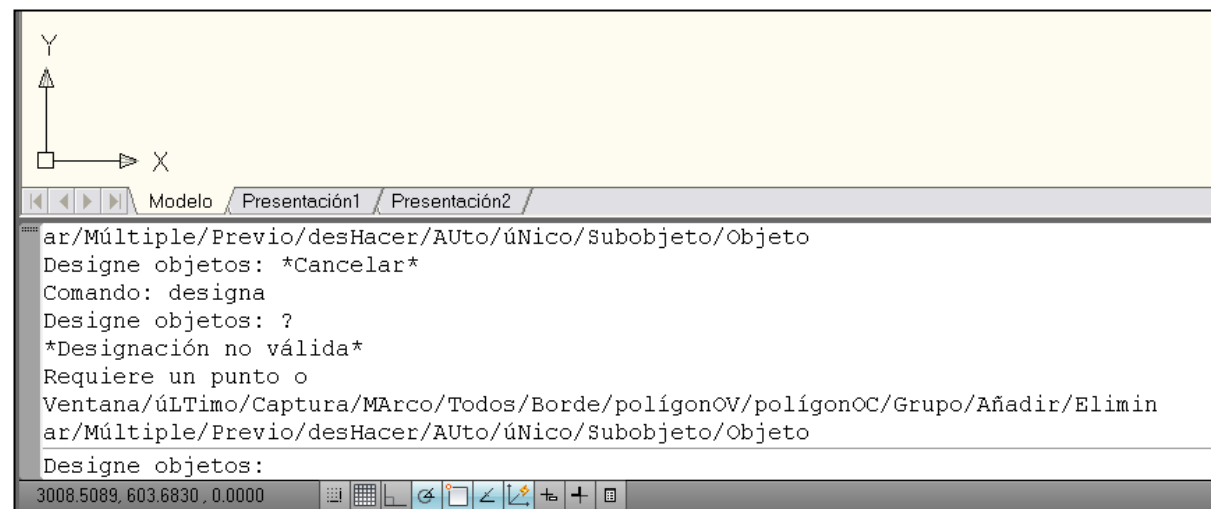 Y
X
Modelo Presentación1 Presentación2
ar/Múltiple/Previo/desHacer/AUto/úNico/Subobjeto/Objeto
Designe objetos: *Cancelar*
Comando: designa
Designe objetos: ?
*Designación no válida*
Requiere un punto o
Ventana/úLTimo/Captura/MArco/Todos/Borde/polígonOV/polígonOC/Grupo/Añadir/Elimin
ar/Múltiple/Previo/desHacer/AUto/úNico/Subobjeto/Objeto
Designe objetos:
3008.5089, 603.6830 , 0.0000